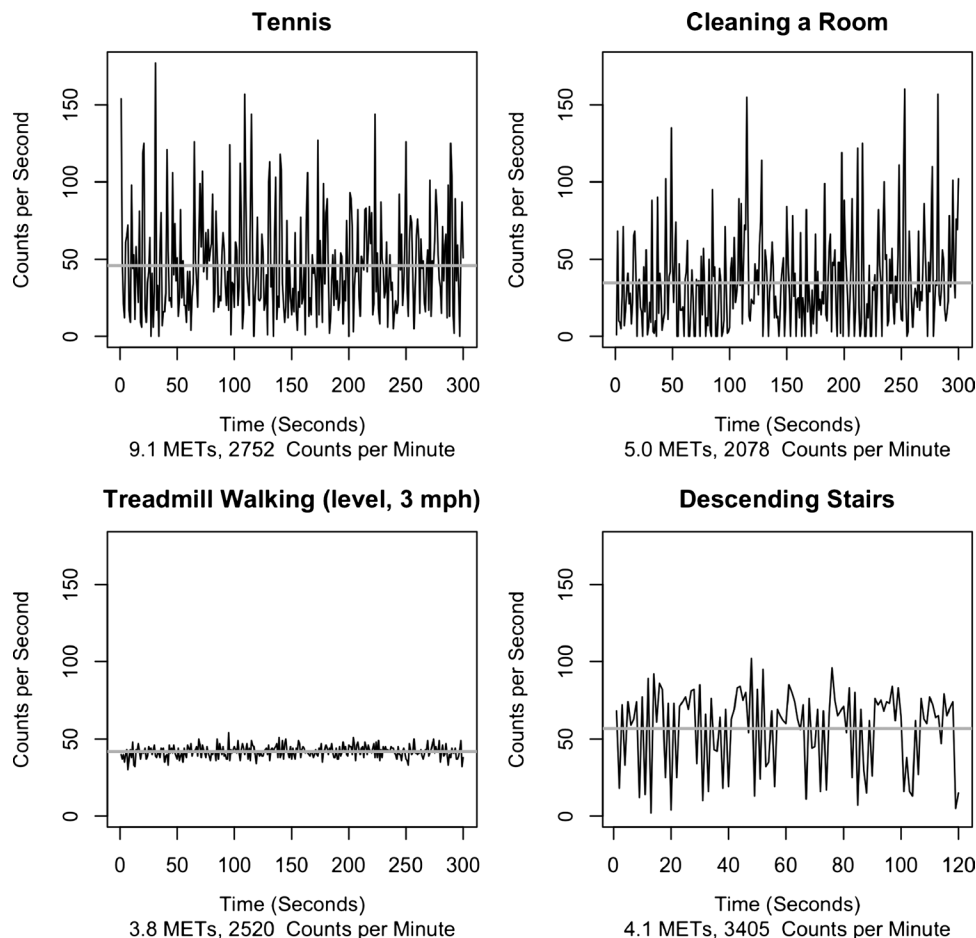 Tennis
Counts per Second
0 50 100 150
0 50 100 150 200 250 300
Time (Seconds)
9.1 METs, 2752  Counts per Minute
Cleaning a Room
Counts per Second
0 50 100 150
0 50 100 150 200 250 300
Time (Seconds)
5.0 METs, 2078  Counts per Minute
Treadmill Walking (level, 3 mph)
Counts per Second
0 50 100 150
0 50 100 150 200 250 300
Time (Seconds)
3.8 METs, 2520  Counts per Minute
Descending Stairs
Counts per Second
0 50 100 150
0 20 40 60 80 100 120
Time (Seconds)
4.1 METs, 3405  Counts per Minute